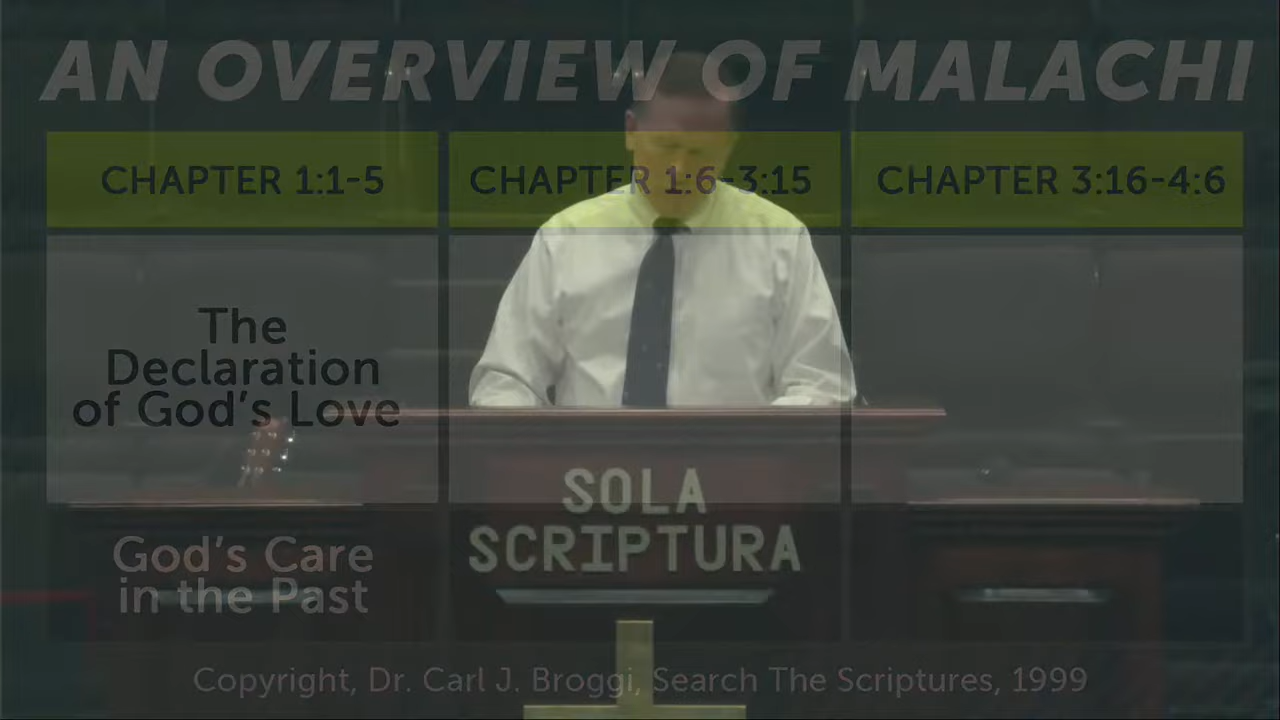 AN OVERVIEW OF MALACHI
CHAPTER 1:1-5
CHAPTER 1:6-3:15
CHAPTER 3:16-4:6
The
Declaration
of God's Love
God's Care
in the Past
SOLA
SCRIPTURA
Copyright, Dr. Carl J. Broggi, Search The Scriptures, 1999